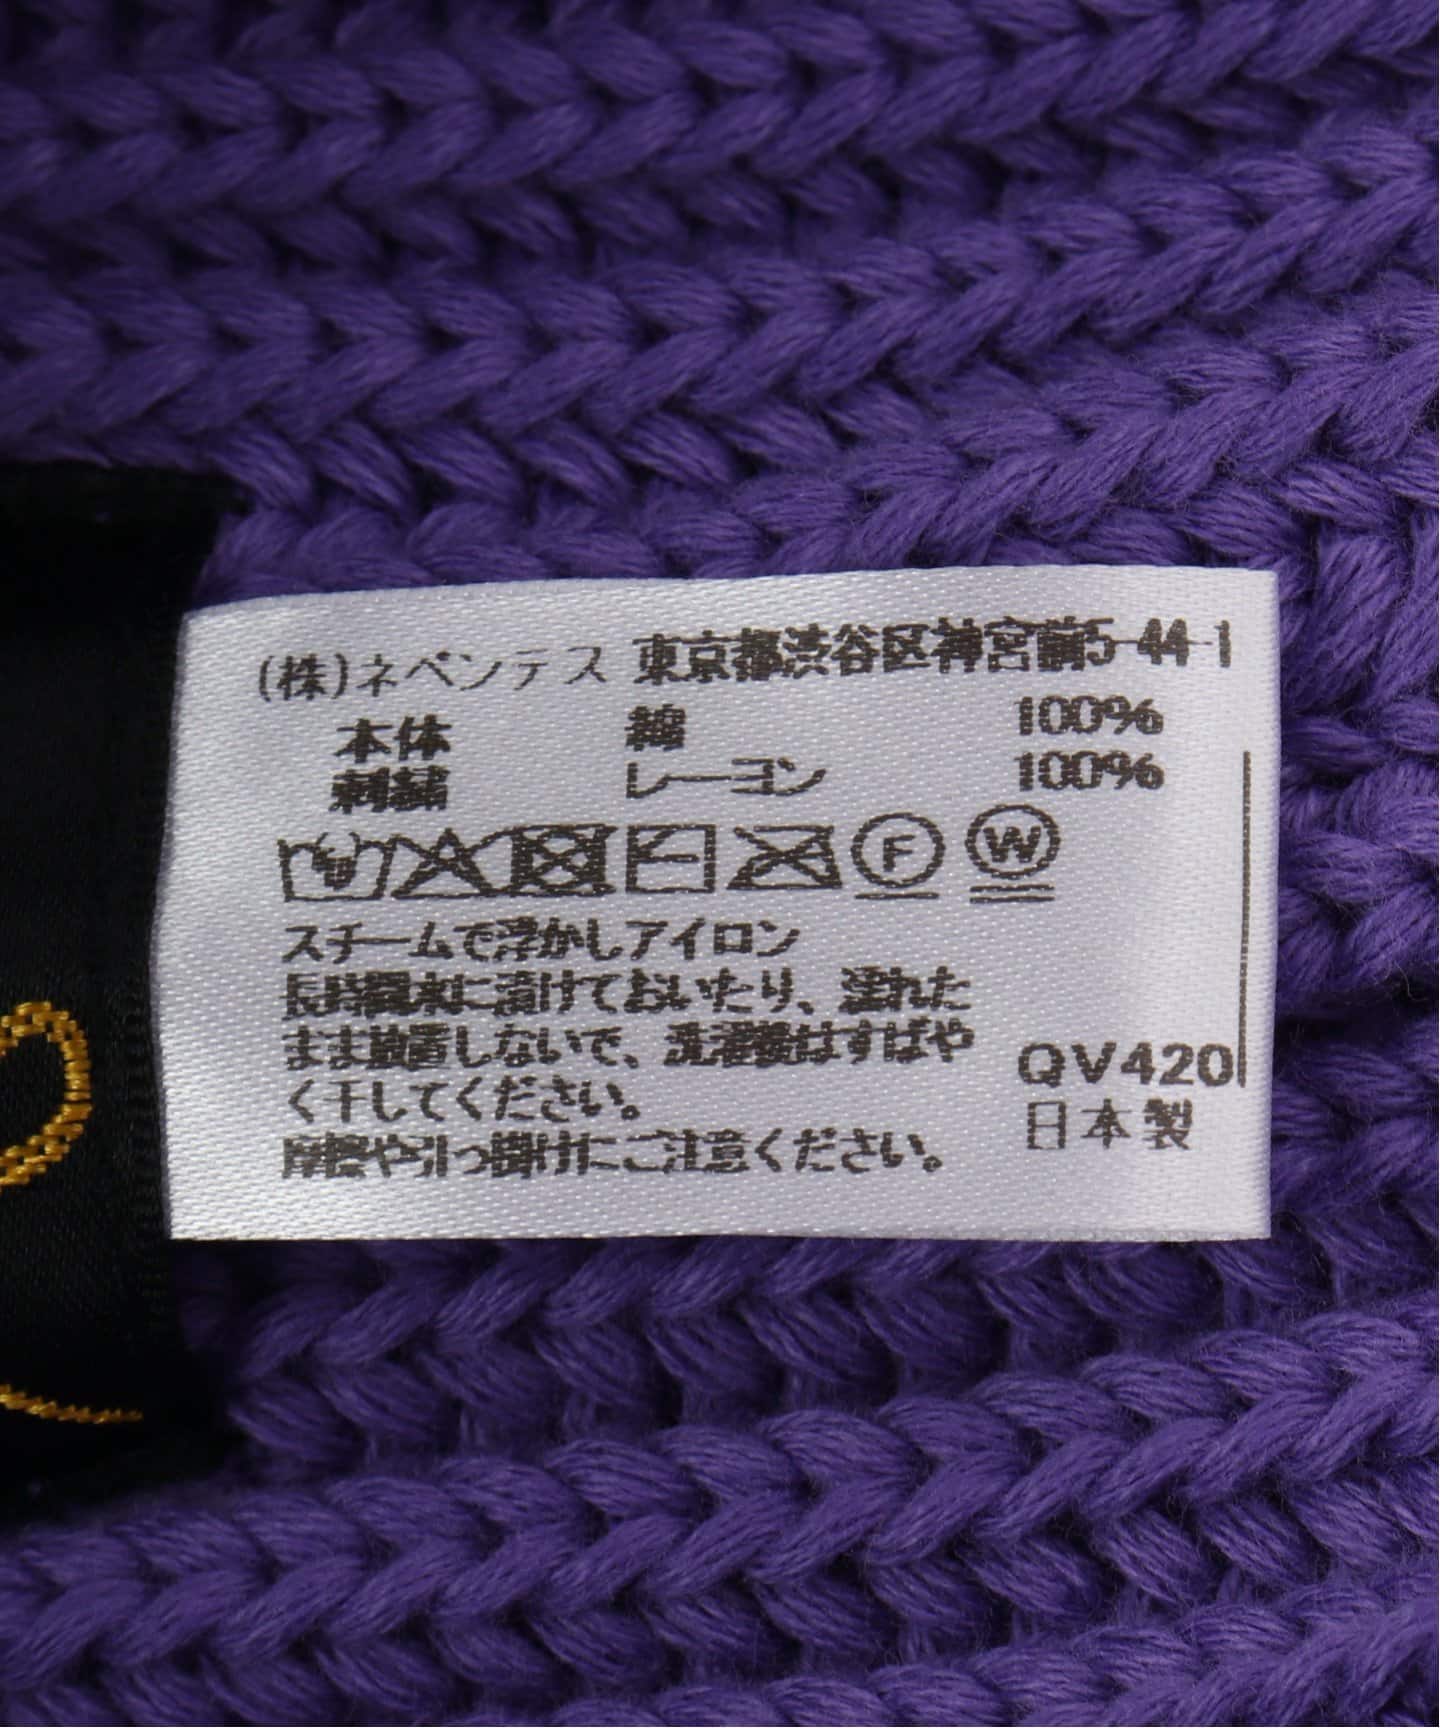 (株)ネペンテス 東京都渋谷区神宮前5-44-1
本体 綿 100%
刺繍 レーヨン 100%
F W
スチームで浮かしアイロン
長時間水に漬けておいたり、濡れた
まま放置しないで、洗濯後はすばや
く干してください。
摩擦や引っ掛けにご注意ください。
QV420
日本製